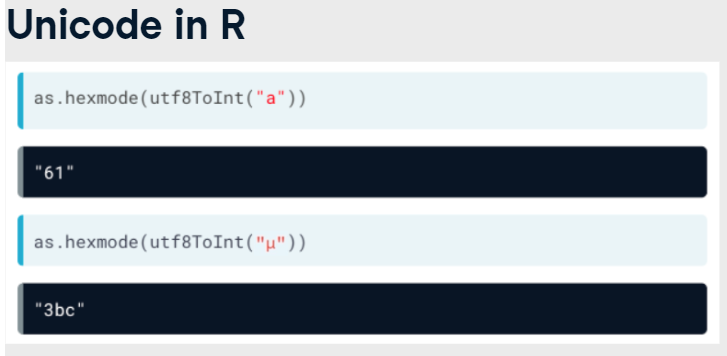 Unicode in R
as.hexmode(utf8ToInt("a"))
"61"
as.hexmode(utf8ToInt("μ"))
"3bc"